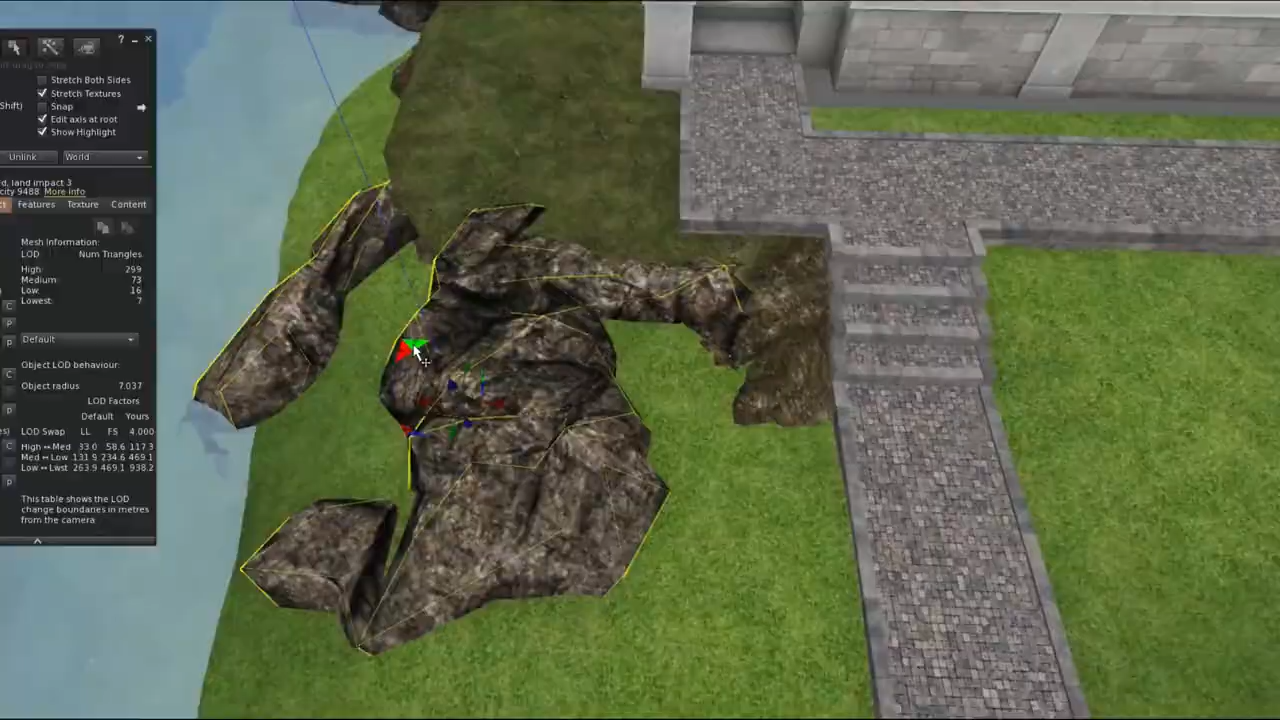 ?
Stretch Both Sides
Stretch Textures
Shift) Snap
Edit axis at root
Show Highlight
Unlink World
d, land impact 3
city 9488 More info
ct Features Texture Content
Mesh Information:
LOD Num Triangles.
High: 299
Medium: 73
Low: 16
Lowest: 7
C
P
P Default
Object LOD behaviour:
C
Object radius 7.037
LOD Factors
P
Default Yours
es) LOD Swap LL FS 4.000
C High ↔ Med 33.0 58.6 117.3
Med ↔ Low 131.9 234.6 469.1
Low ↔ Lwst 263.9 469.1 938.2
P
This table shows the LOD
change boundaries in metres
from the camera